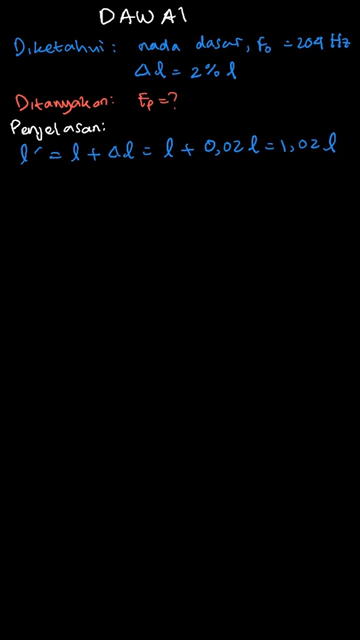 DAWAI
Diketahui: nada dasar, F₀ = 204 Hz
Δl = 2% l
Ditanyakan: Fₚ = ?
Penjelasan:
l' = l + Δl = l + 0,02 l = 1,02 l